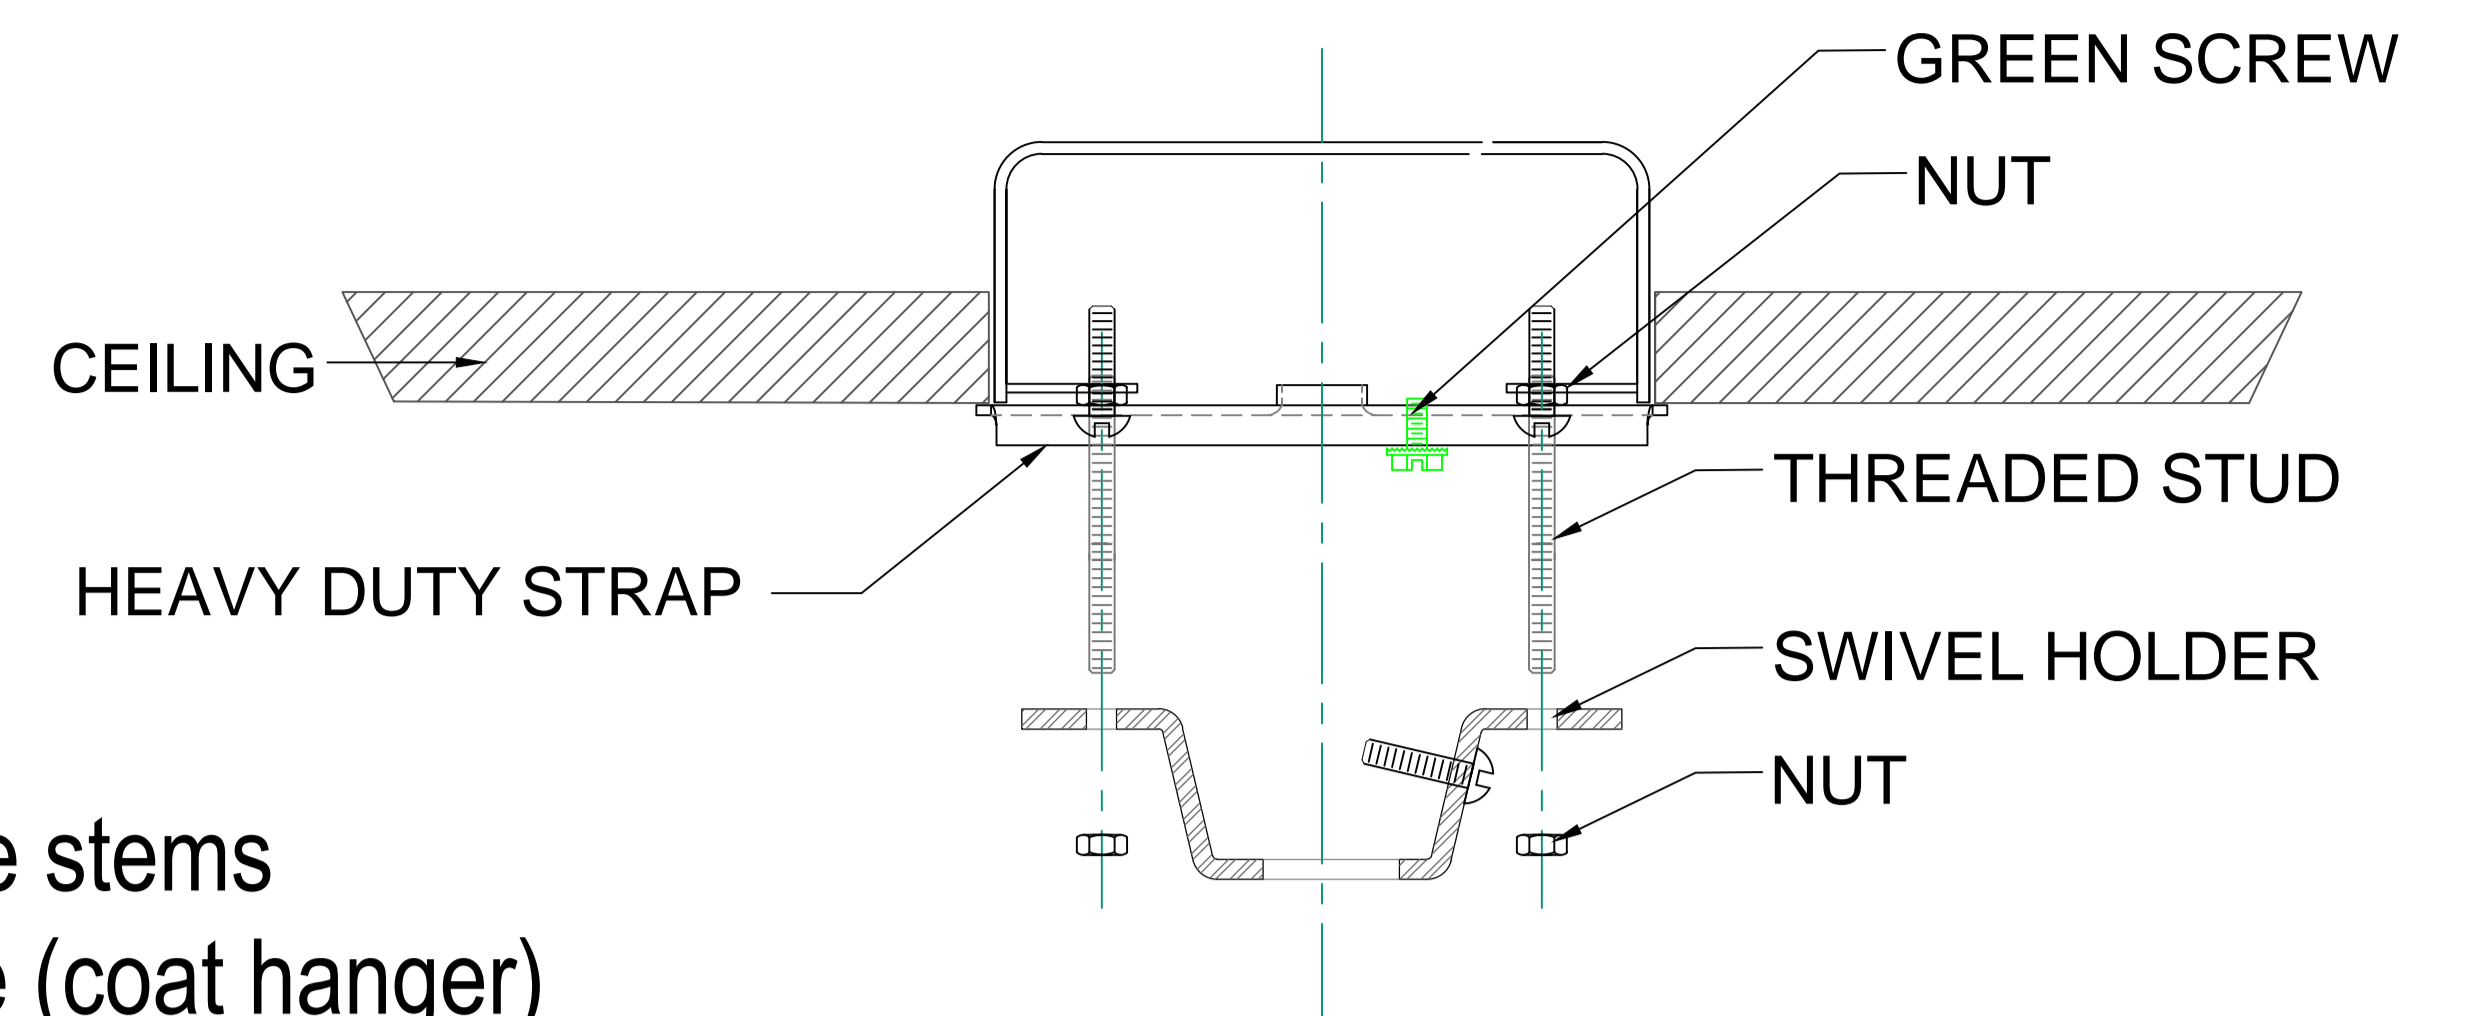 GREEN SCREW
NUT
CEILING
THREADED STUD
HEAVY DUTY STRAP
SWIVEL HOLDER
NUT
stems
(coat hanger)